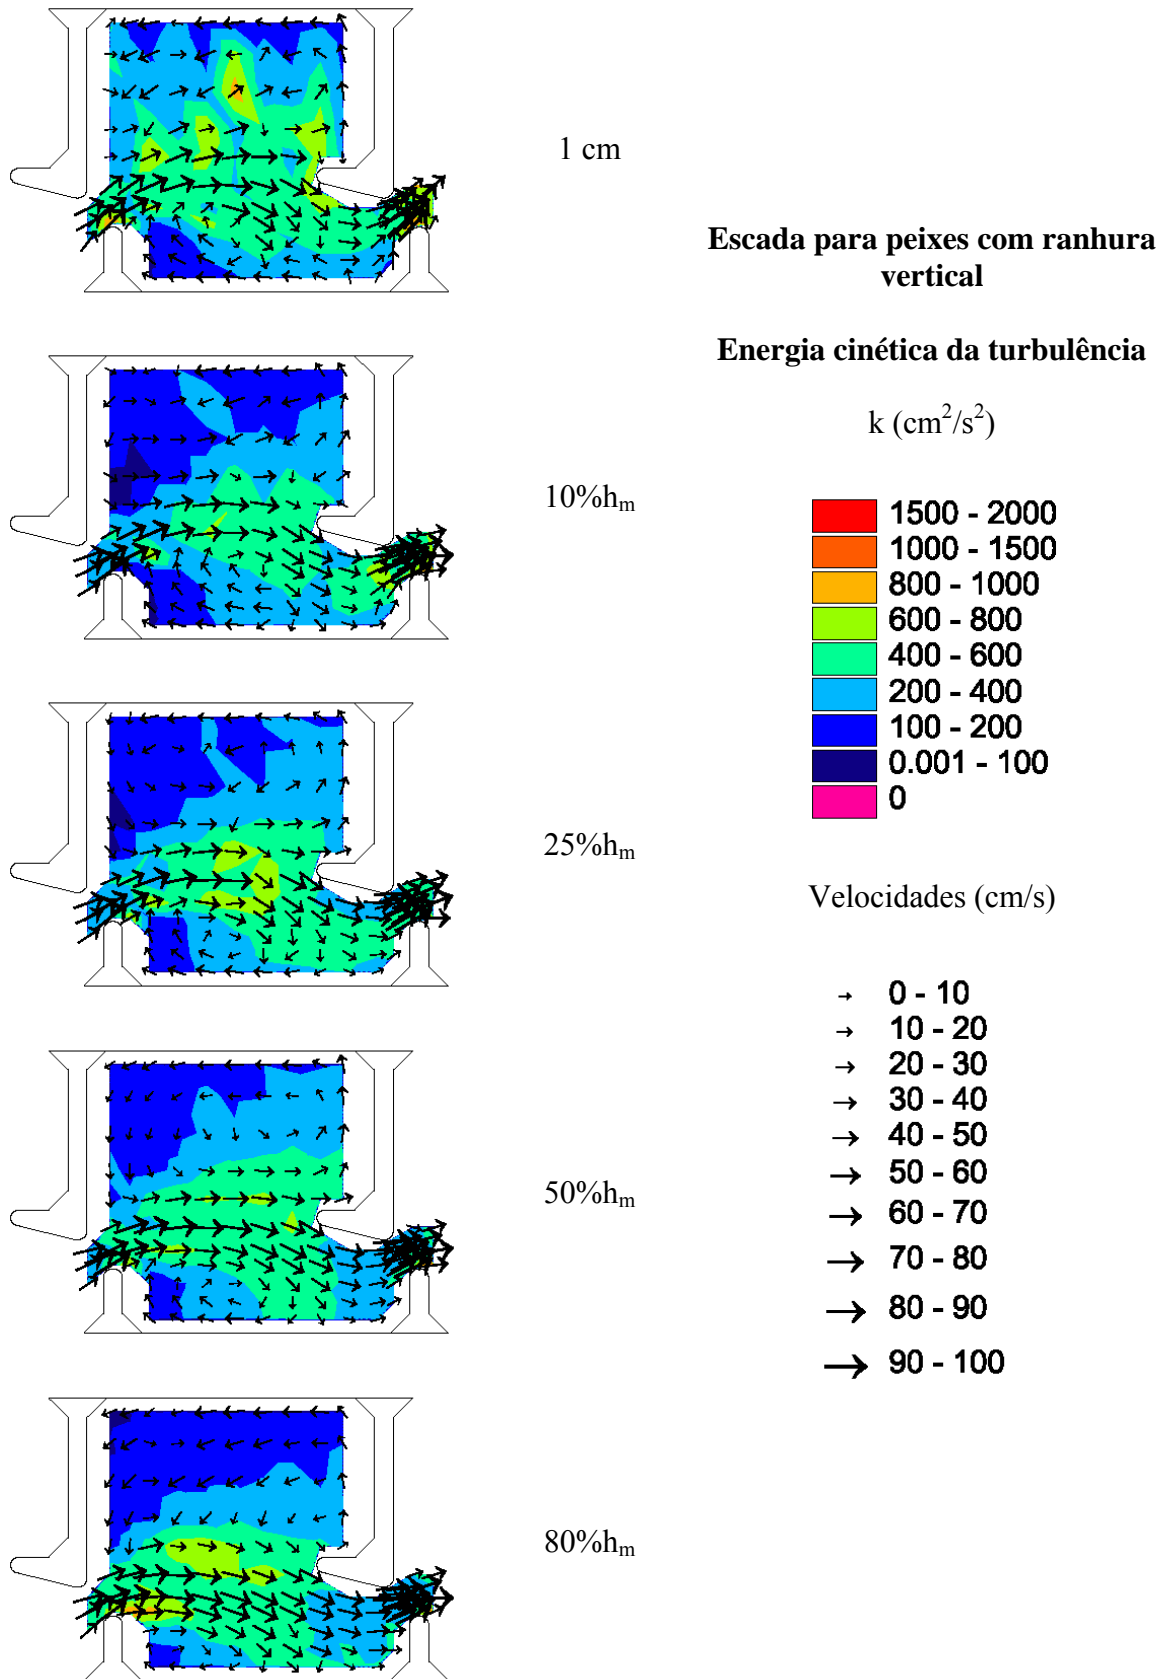 1 cm
Escada para peixes com ranhura
vertical
Energia cinética da turbulência
k (cm²/s²)
10%hₘ
1500 - 2000
1000 - 1500
800 - 1000
600 - 800
400 - 600
200 - 400
100 - 200
0.001 - 100
0
25%hₘ
Velocidades (cm/s)
0 - 10
10 - 20
20 - 30
30 - 40
40 - 50
50 - 60
60 - 70
70 - 80
80 - 90
90 - 100
50%hₘ
80%hₘ